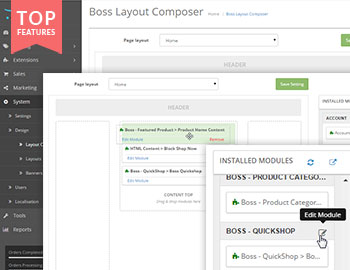 TOP
FEATURES
Boss Layout Composer
Home
Boss Layout Composer
Extensions
Sales
Marketing
System
Settings
Design
Layout C
Layouts
Banners
Users
Localisation
Tools
Reports
Orders Completed
Page layout
Home
HEADER
Page layout
Home
Save Setting
HEADER
Boss - Featured Product > Product Home Content
Edit Module
Remove
HTML Content > Black Shop Now
Edit Module
Boss - QuickShop > Boss Quickshop
Edit Module
CONTENT TOP
Drag & drop module here
INSTALLED
ACCOUNT
Account
INSTALLED MODULES
BOSS - PRODUCT CATEGO...
Boss - Product Categor...
Edit Module
BOSS - QUICKSHOP
Boss - QuickShop > Bo...